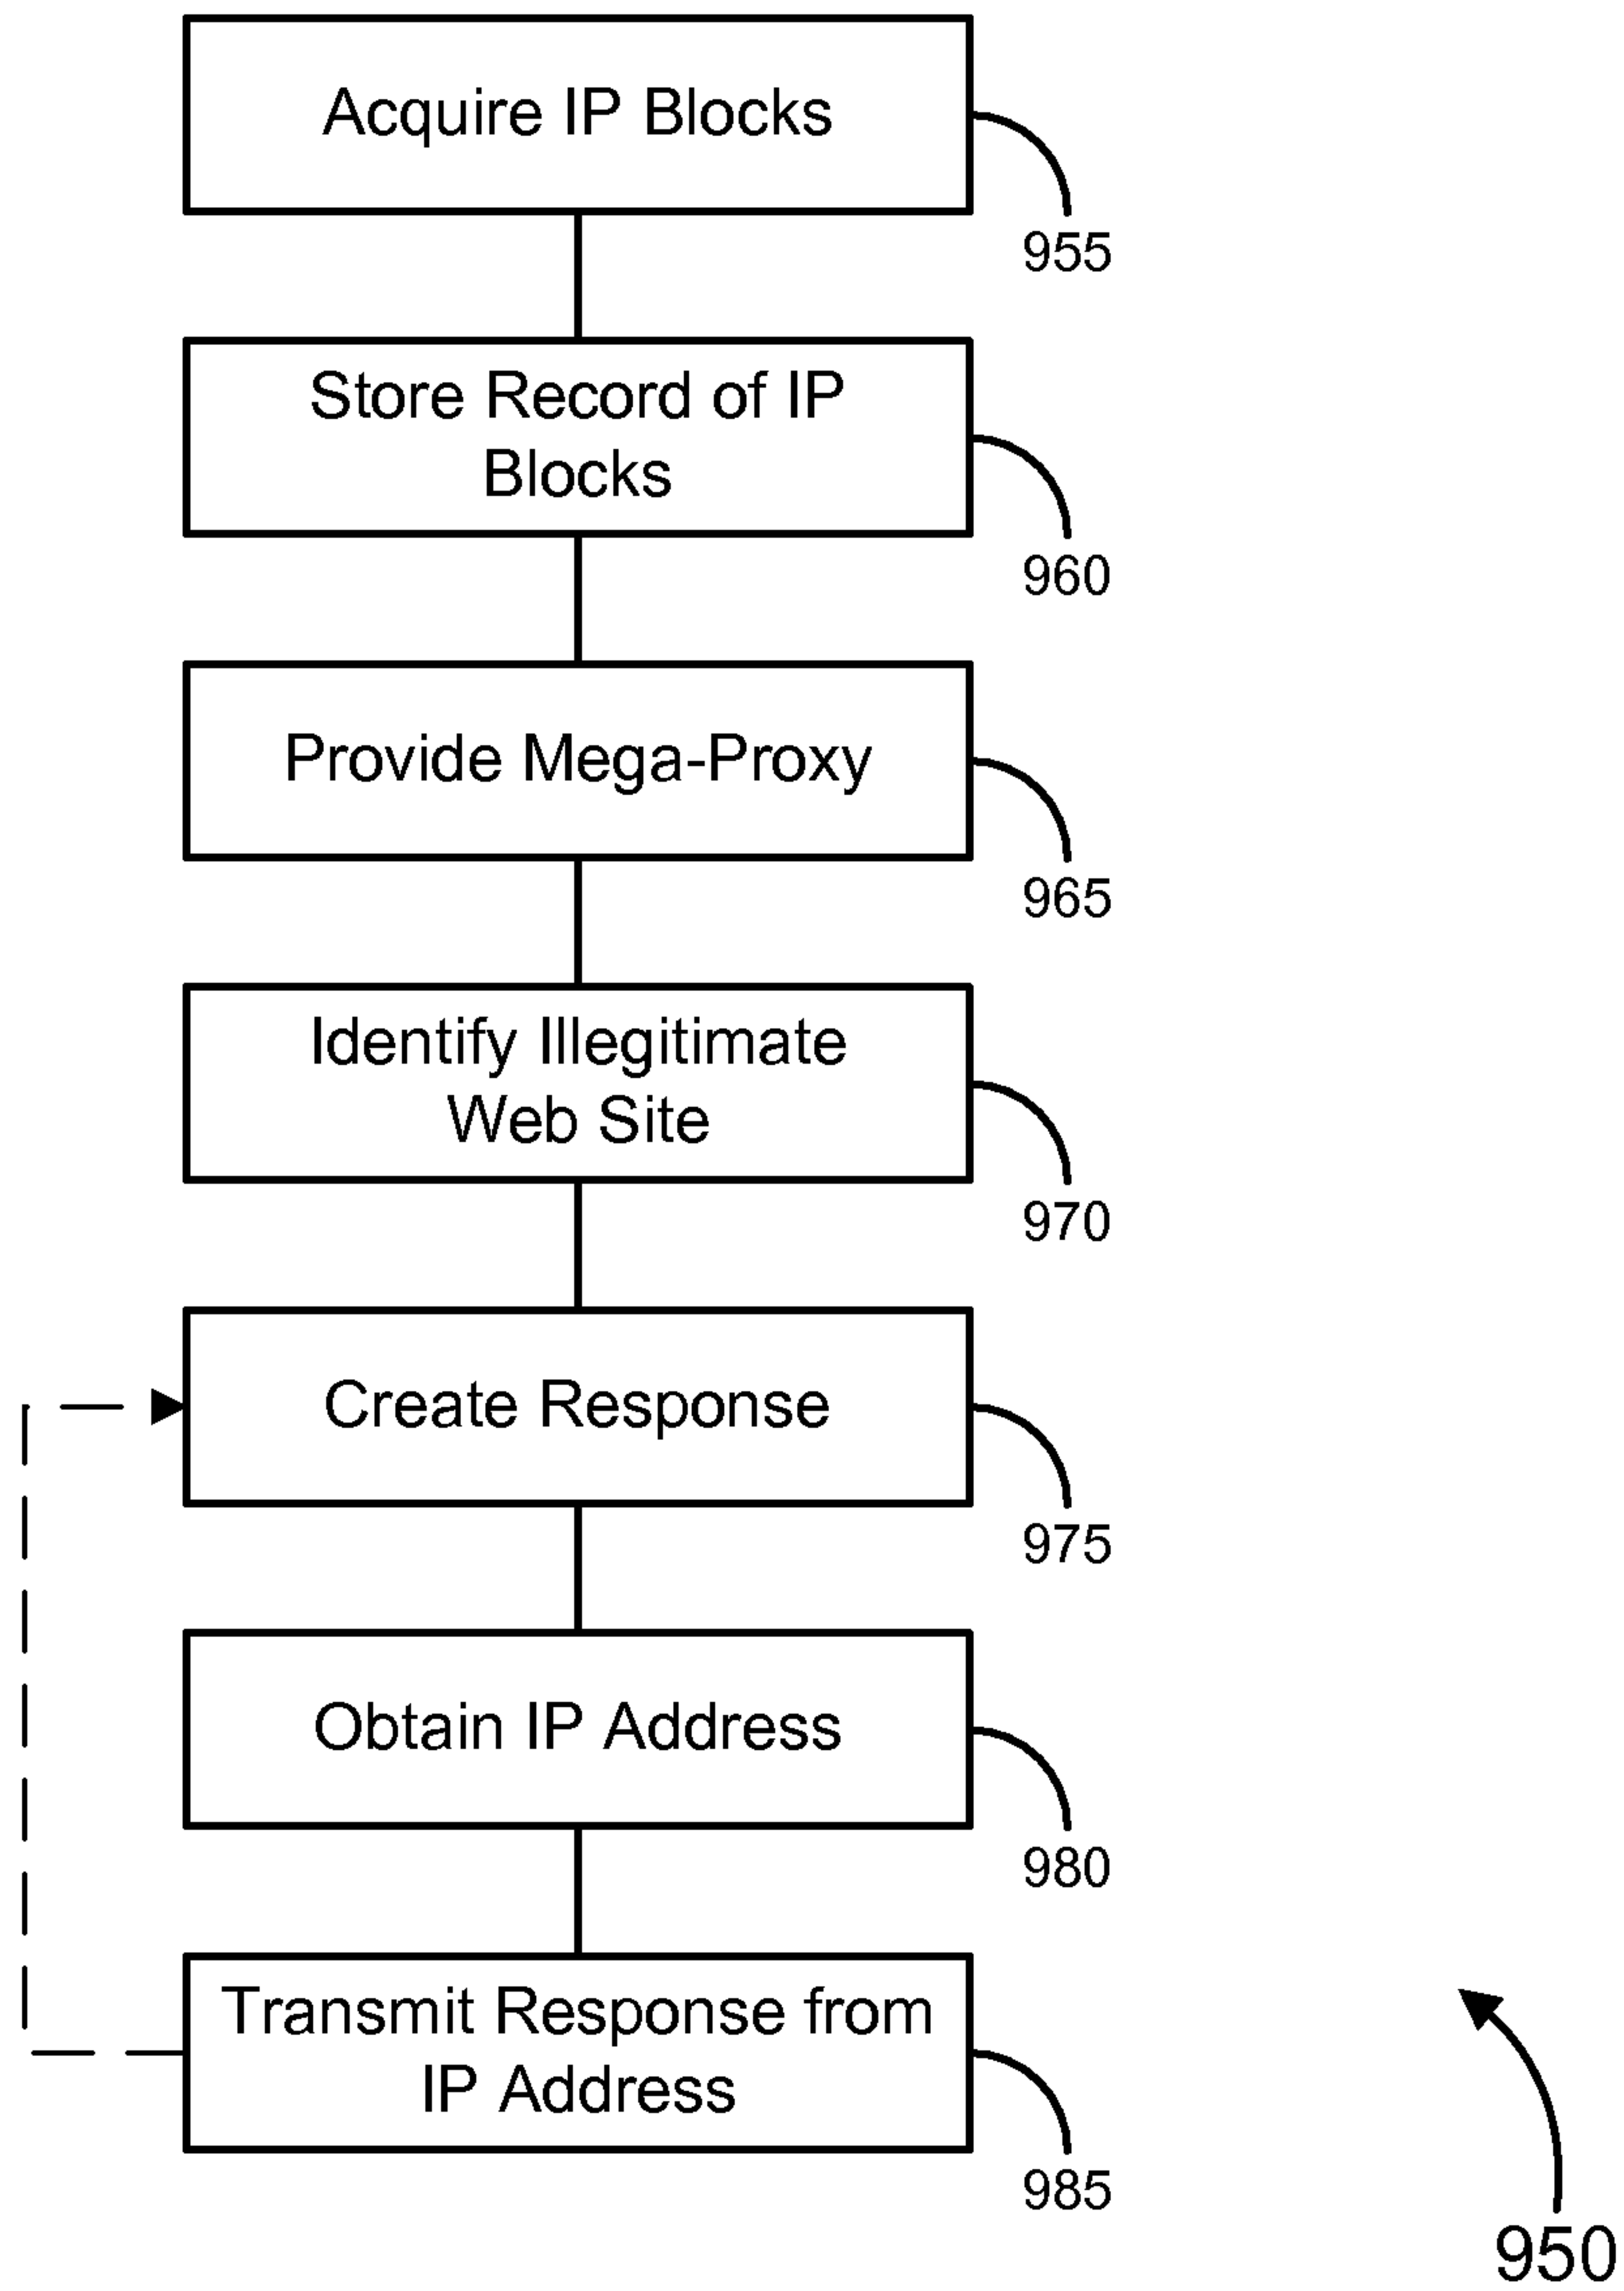 Acquire IP Blocks
955
Store Record of IP
Blocks
960
Provide Mega-Proxy
965
Identify Illegitimate
Web Site
970
Create Response
975
Obtain IP Address
980
Transmit Response from
IP Address
985
950